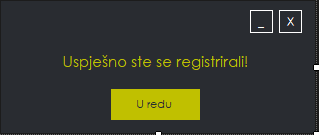 _ X
Uspješno ste se registrirali!
U redu